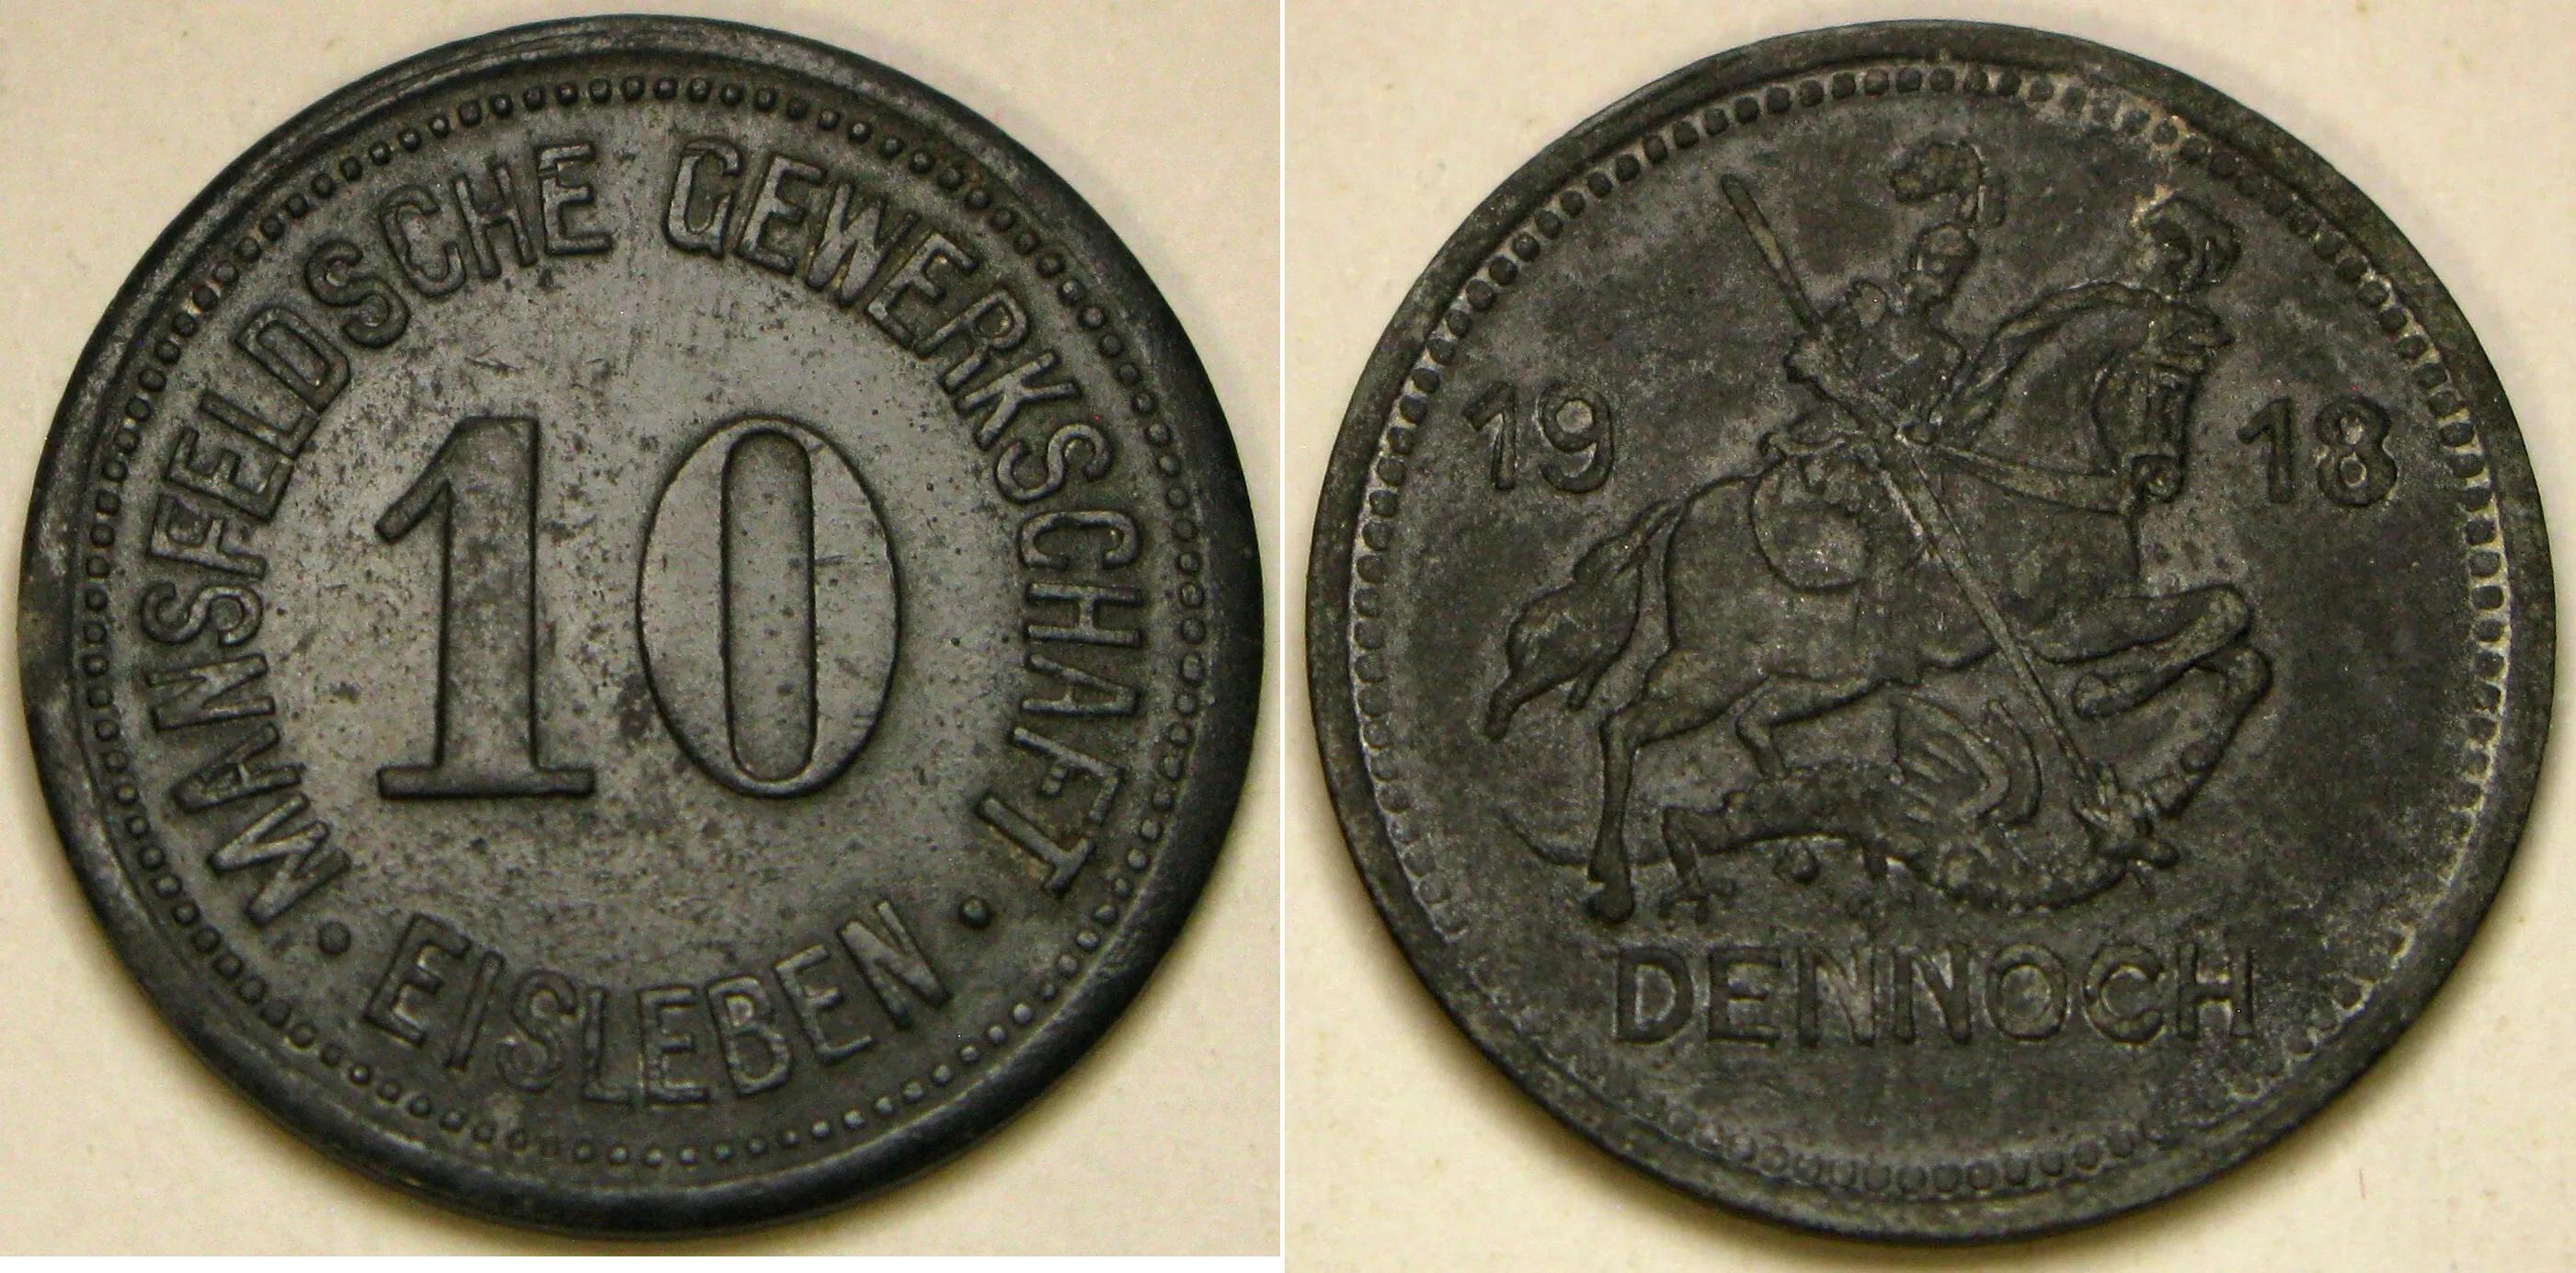 MANSFELDSCHE GEWERKSCHAFT
10
· EISLEBEN ·
19 18
DENNOCH